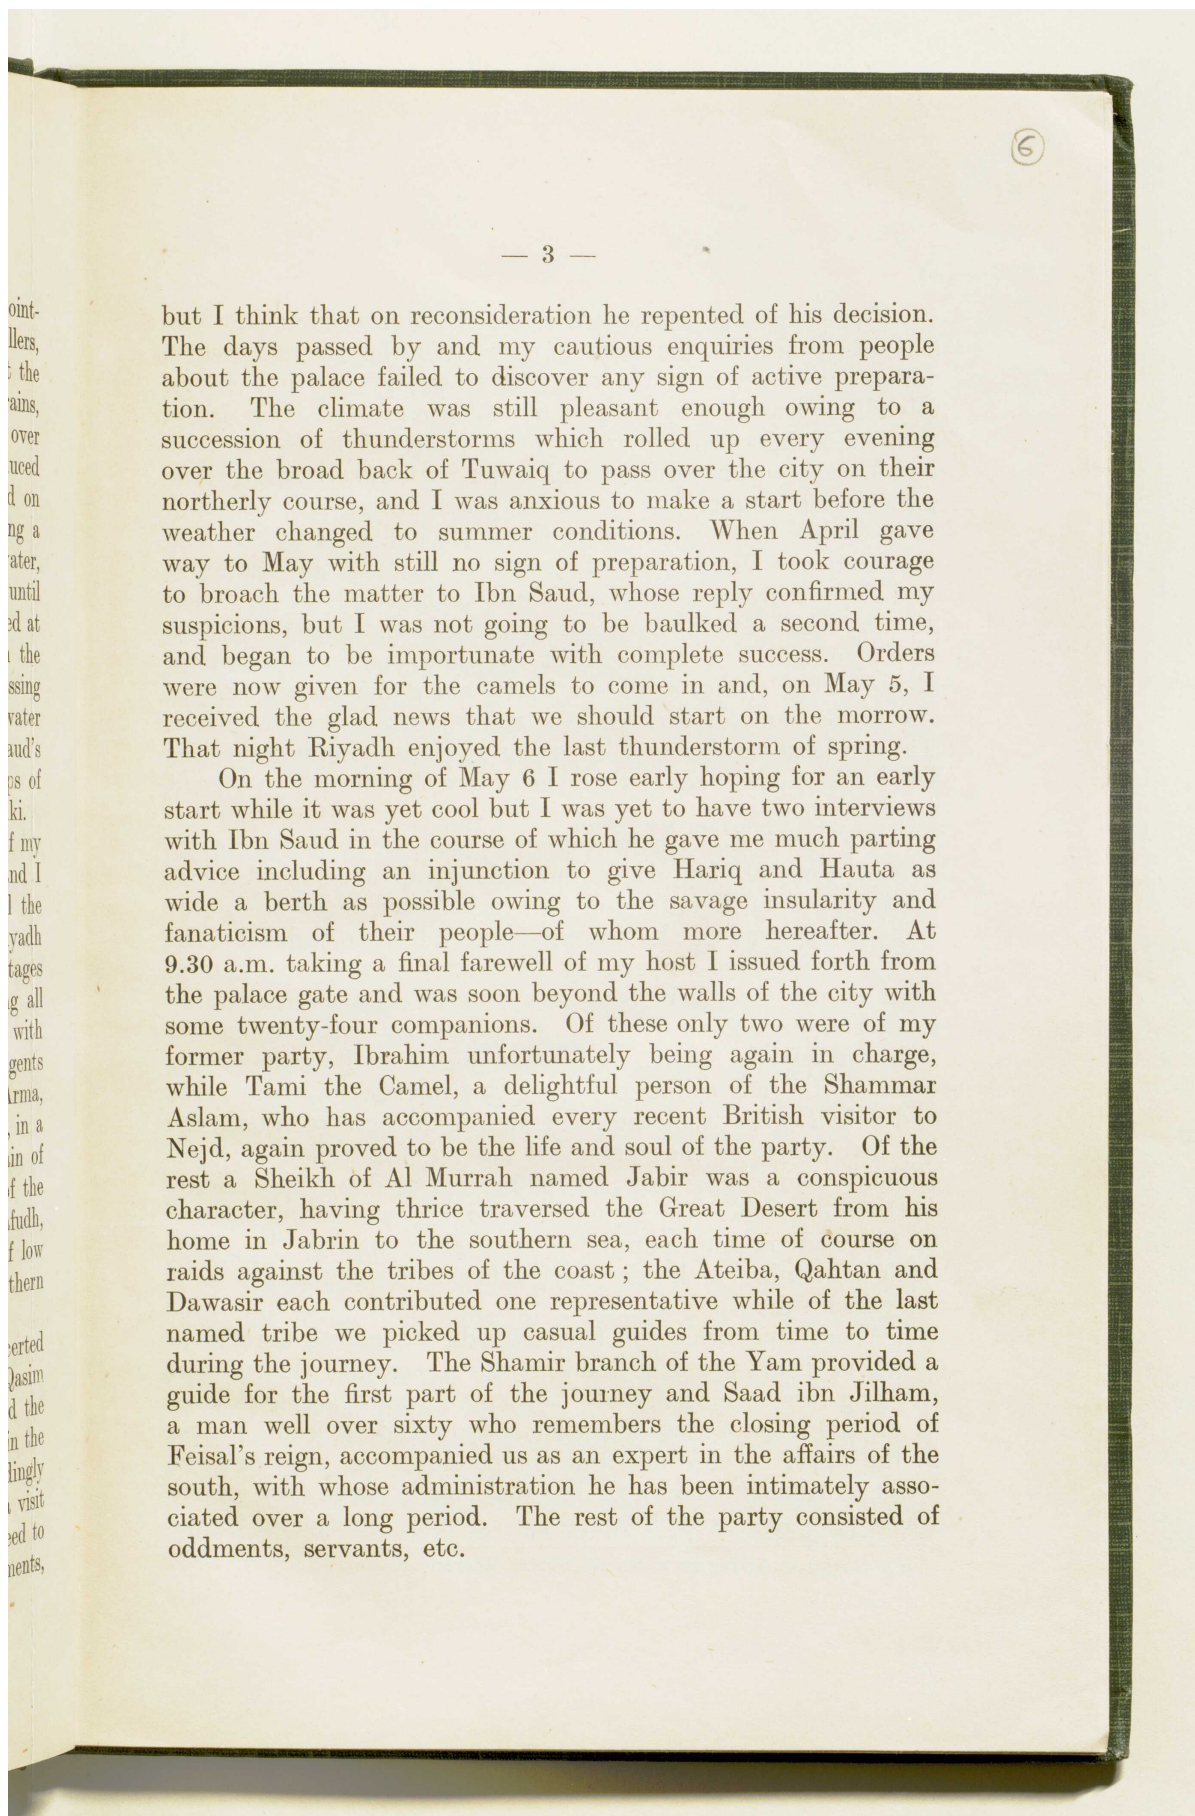 6
— 3 —
but I think that on reconsideration he repented of his decision.
The days passed by and my cautious enquiries from people
about the palace failed to discover any sign of active prepara-
tion. The climate was still pleasant enough owing to a
succession of thunderstorms which rolled up every evening
over the broad back of Tuwaiq to pass over the city on their
northerly course, and I was anxious to make a start before the
weather changed to summer conditions. When April gave
way to May with still no sign of preparation, I took courage
to broach the matter to Ibn Saud, whose reply confirmed my
suspicions, but I was not going to be baulked a second time,
and began to be importunate with complete success. Orders
were now given for the camels to come in and, on May 5, I
received the glad news that we should start on the morrow.
That night Riyadh enjoyed the last thunderstorm of spring.
On the morning of May 6 I rose early hoping for an early
start while it was yet cool but I was yet to have two interviews
with Ibn Saud in the course of which he gave me much parting
advice including an injunction to give Hariq and Hauta as
wide a berth as possible owing to the savage insularity and
fanaticism of their people—of whom more hereafter. At
9.30 a.m. taking a final farewell of my host I issued forth from
the palace gate and was soon beyond the walls of the city with
some twenty-four companions. Of these only two were of my
former party, Ibrahim unfortunately being again in charge,
while Tami the Camel, a delightful person of the Shammar
Aslam, who has accompanied every recent British visitor to
Nejd, again proved to be the life and soul of the party. Of the
rest a Sheikh of Al Murrah named Jabir was a conspicuous
character, having thrice traversed the Great Desert from his
home in Jabrin to the southern sea, each time of course on
raids against the tribes of the coast ; the Ateiba, Qahtan and
Dawasir each contributed one representative while of the last
named tribe we picked up casual guides from time to time
during the journey. The Shamir branch of the Yam provided a
guide for the first part of the journey and Saad ibn Jilham,
a man well over sixty who remembers the closing period of
Feisal's reign, accompanied us as an expert in the affairs of the
south, with whose administration he has been intimately asso-
ciated over a long period. The rest of the party consisted of
oddments, servants, etc.